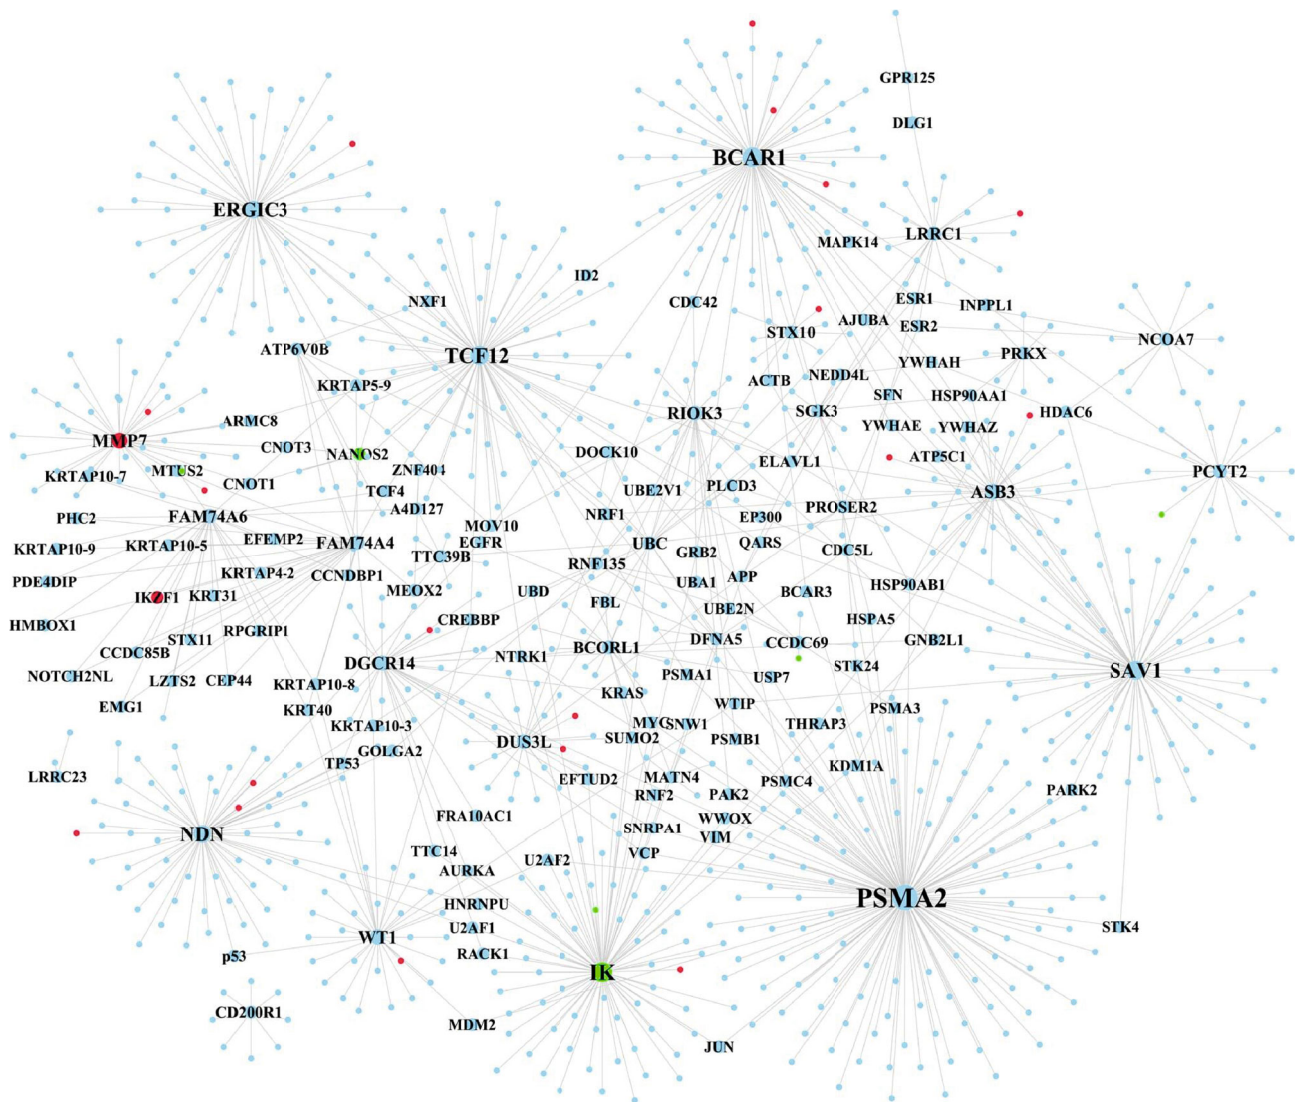 GPR125
DLG1
BCAR1
ERGIC3
LRRC1
MAPK14
ID2
NXF1
CDC42
ESR1
INPPL1
AJUBA
ESR2
STX10
NCOA7
ATP6V0B
TCF12
PRKX
YWHAH
NEDD4L
ACTB
KRTAP5-9
SFN
HSP90AA1
RIOK3
SGK3
HDAC6
ARMC8
YWHAE
YWHAZ
MMP7
CNOT3
NANOS2
DOCK10
ELAVL1
ATP5C1
MTUS2
ZNF404
PCYT2
KRTAP10-7
CNOT1
TCF4
UBE2V1
PLCD3
ASB3
A4D127
PROSER2
NRF1
PHC2
FAM74A6
EP300
MOV10
EFEMP2
FAM74A4
EGFR
UBC
QARS
KRTAP10-9
KRTAP10-5
GRB2
CDC5L
TTC39B
RNF135
KRTAP4-2
CCNDBP1
APP
PDE4DIP
UBA1
HSP90AB1
MEOX2
UBD
BCAR3
IKZF1
KRT31
FBL
UBE2N
HMBOX1
CREBBP
HSPA5
STX11
RPGRIP1
DFNA5
CCDC69
GNB2L1
CCDC85B
BCORL1
DGCR14
NTRK1
STK24
SAV1
NOTCH2NL
LZTS2
CEP44
KRTAP10-8
PSMA1
USP7
KRAS
EMG1
KRT40
WTIP
PSMA3
KRTAP10-3
MYC
SNW1
THRAP3
DUS3L
SUMO2
PSMB1
GOLGA2
TP53
KDM1A
LRRC23
EFTUD2
MATN4
PSMC4
RNF2
PAK2
PARK2
FRA10AC1
WWOX
NDN
SNRPA1
VIM
TTC14
U2AF2
VCP
AURKA
PSMA2
HNRNPU
U2AF1
STK4
WT1
RACK1
p53
IK
CD200R1
MDM2
JUN